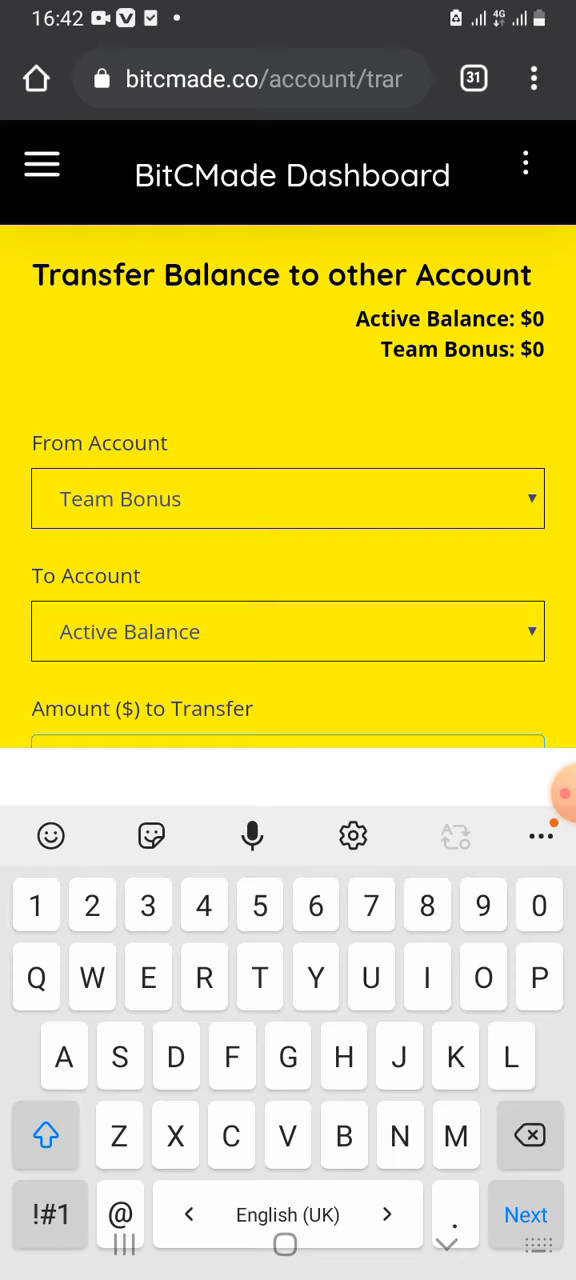 16:42 4G
bitcmade.co/account/trar 31
BitCMade Dashboard
Transfer Balance to other Account
Active Balance: $0
Team Bonus: $0
From Account
Team Bonus
To Account
Active Balance
Amount ($) to Transfer
1 2 3 4 5 6 7 8 9 0
Q W E R T Y U I O P
A S D F G H J K L
Z X C V B N M
!#1 @ < English (UK) > . Next